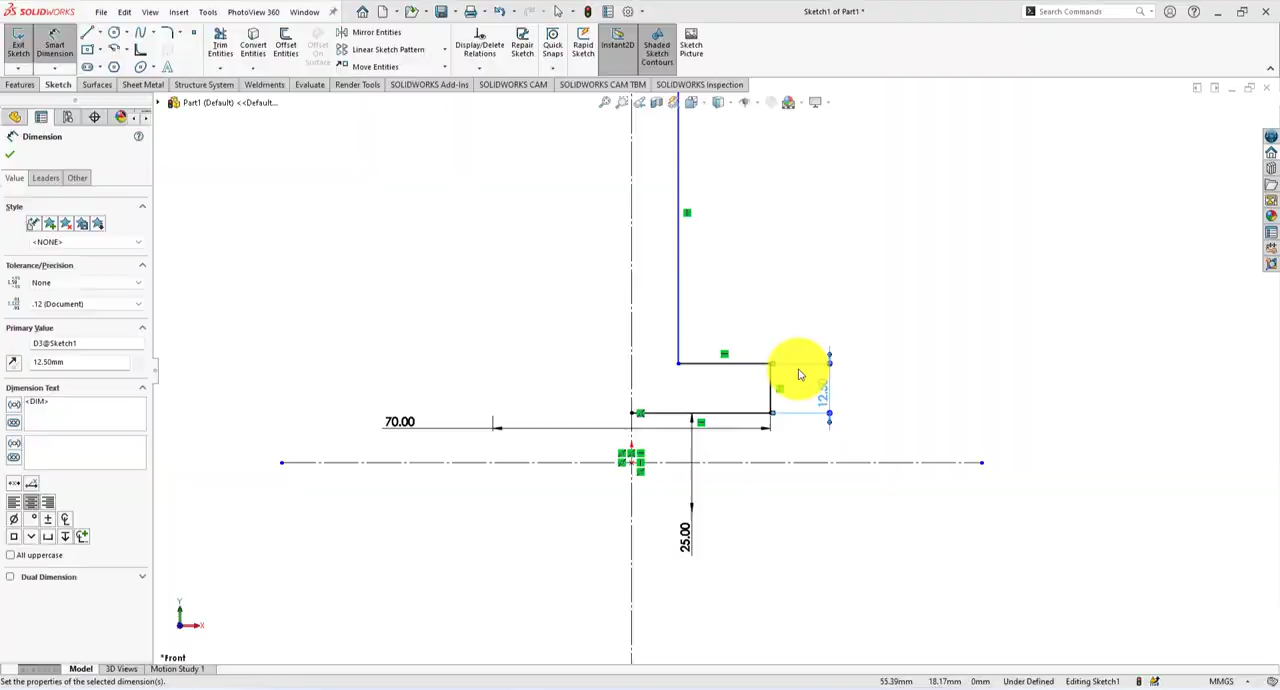 SOLIDWORKS File Edit View Insert Tools PhotoView 360 Window Sketch1 of Part1 * Search Commands
Exit Sketch
Smart Dimension
Trim Entities
Convert Entities
Offset Entities
Offset On Surface
Mirror Entities
Linear Sketch Pattern
Move Entities
Display/Delete Relations
Repair Sketch
Quick Snaps
Rapid Sketch
Instant2D
Shaded Sketch Contours
Sketch Picture
Features Sketch Surfaces Sheet Metal Structure System Weldments Evaluate Render Tools SOLIDWORKS Add-Ins SOLIDWORKS CAM SOLIDWORKS CAM TBM SOLIDWORKS Inspection
Part1 (Default) <<Default...
Dimension
Value Leaders Other
Style
<NONE>
Tolerance/Precision
None
.12 (Document)
Primary Value
D3@Sketch1
12.50mm
Dimension Text
<DIM>
All uppercase
Dual Dimension
12.50
70.00
25.00
Y
X
*Front
Model 3D Views Motion Study 1
Set the properties of the selected dimension(s). 55.39mm 18.17mm 0mm Under Defined Editing Sketch1 MMGS